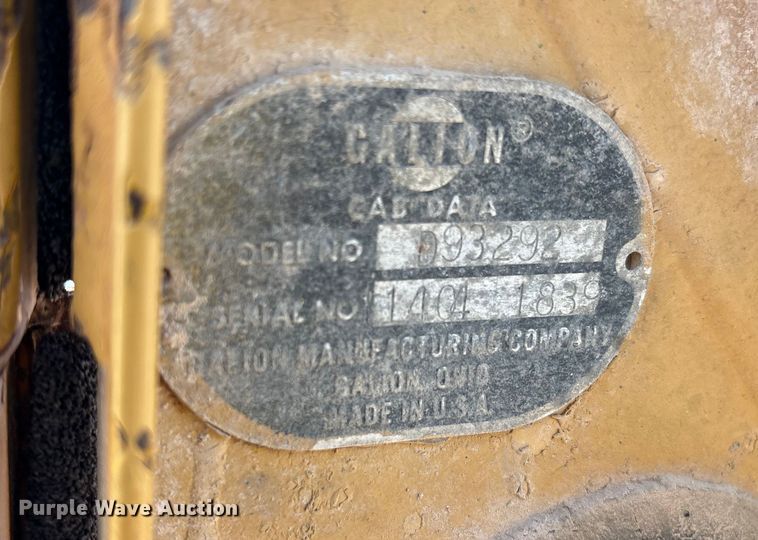 GALION®
CAB DATA
MODEL NO D93292
SERIAL NO 1401 1839
GALION MANUFACTURING COMPANY
GALION, OHIO
MADE IN U.S.A.
Purple Wave Auction